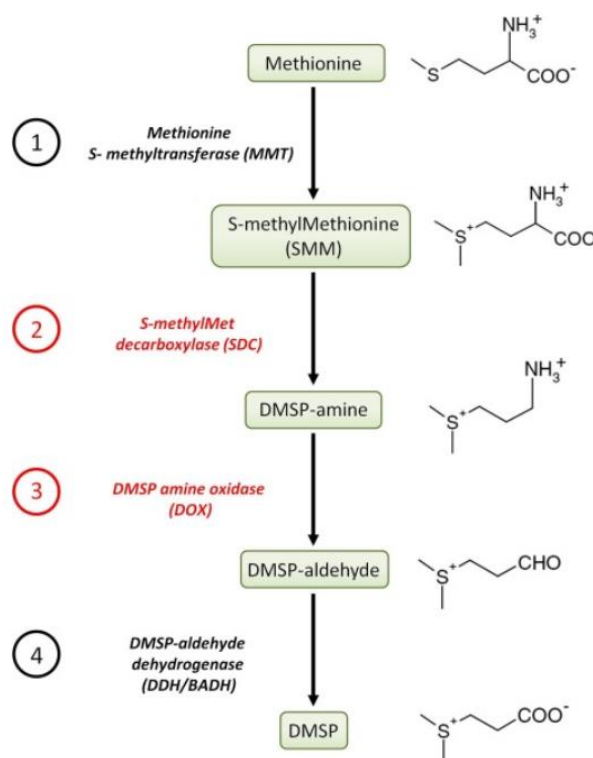 NH₃⁺
Methionine
S
COO⁻
1
Methionine
S- methyltransferase (MMT)
NH₃⁺
S-methylMethionine
(SMM)
S⁺
COO
2
S-methylMet
decarboxylase (SDC)
NH₃⁺
DMSP-amine
S⁺
3
DMSP amine oxidase
(DOX)
DMSP-aldehyde
S⁺
CHO
4
DMSP-aldehyde
dehydrogenase
(DDH/BADH)
DMSP
S⁺
COO⁻